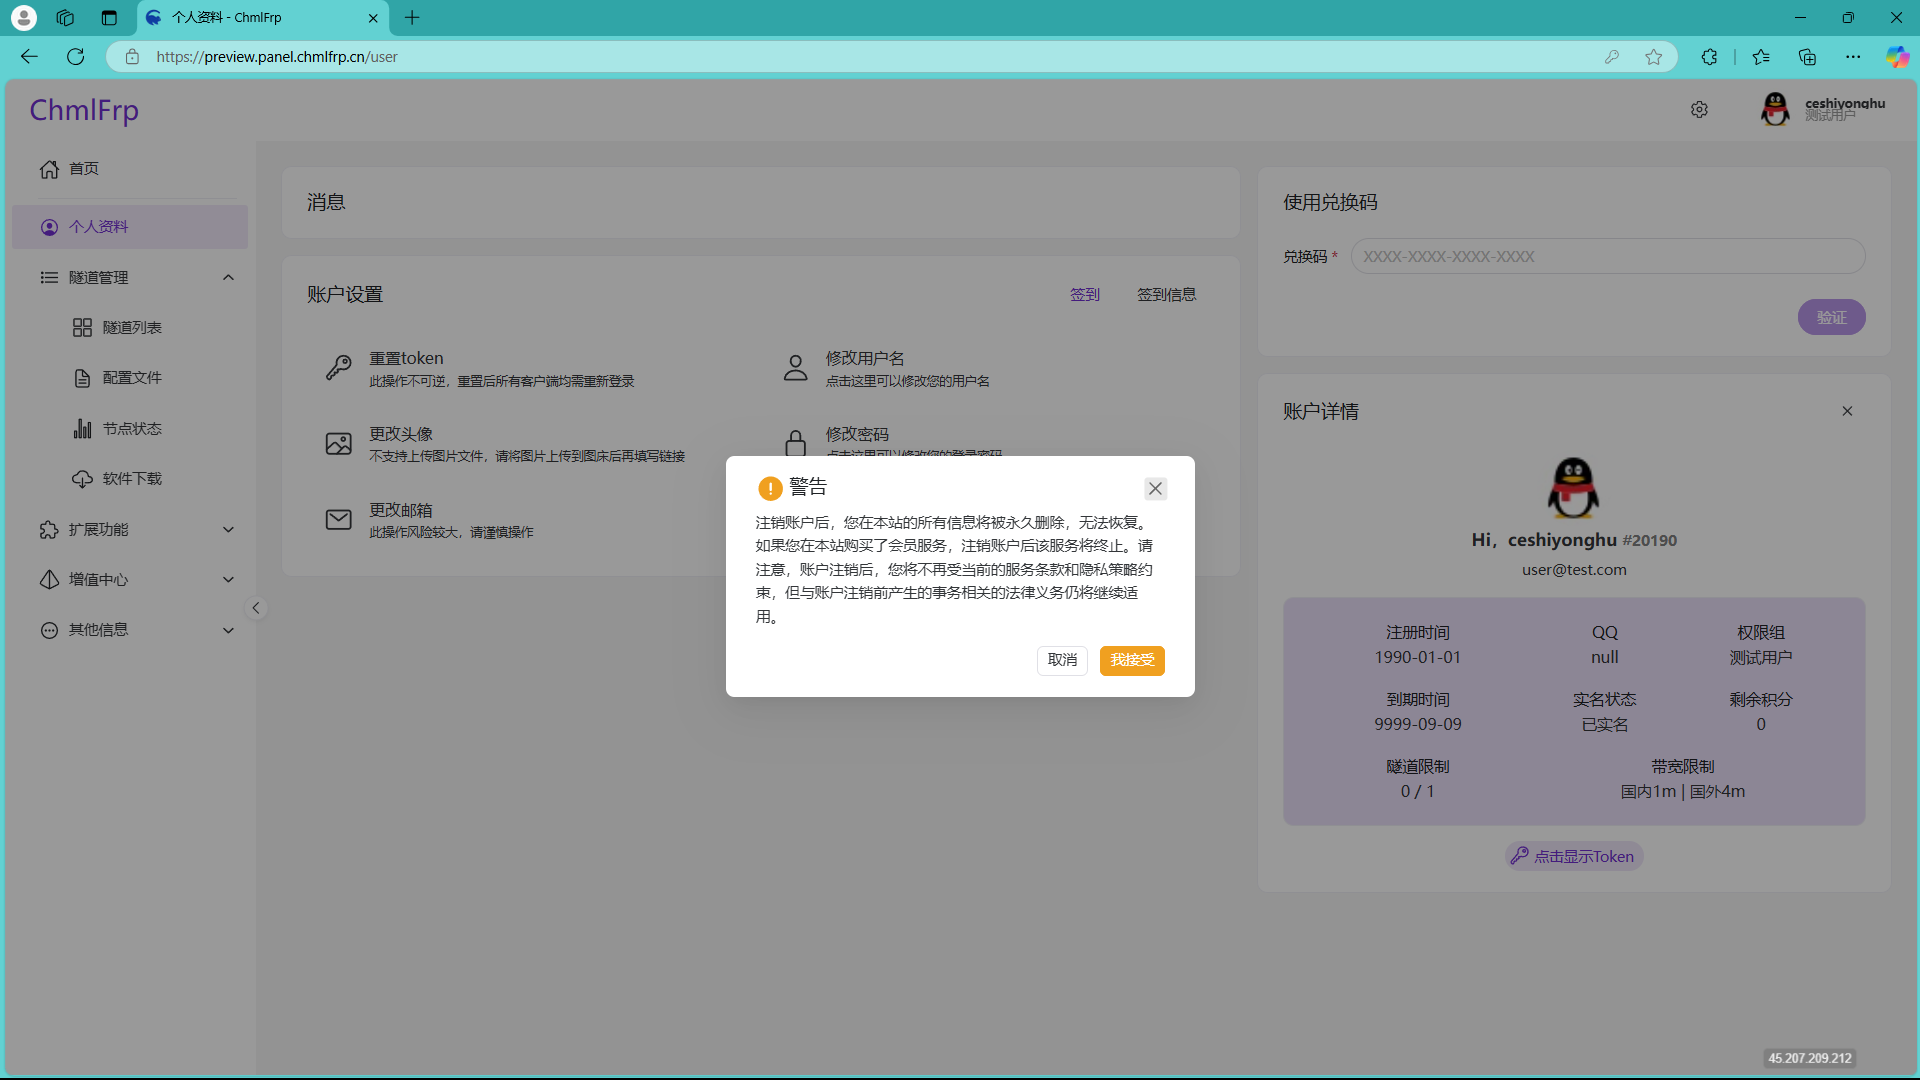 个人资料 - ChmlFrp
https://preview.panel.chmlfrp.cn/user
ChmlFrp
ceshiyonghu
测试用户
首页
个人资料
隧道管理
隧道列表
配置文件
节点状态
软件下载
扩展功能
增值中心
其他信息
消息
账户设置
签到
签到信息
重置token
此操作不可逆，重置后所有客户端均需重新登录
修改用户名
点击这里可以修改您的用户名
更改头像
不支持上传图片文件，请将图片上传到图床后再填写链接
修改密码
点击这里可以修改您的登录密码
更改邮箱
此操作风险较大，请谨慎操作
警告
注销账户后，您在本站的所有信息将被永久删除，无法恢复。
如果您在本站购买了会员服务，注销账户后该服务将终止。请
注意，账户注销后，您将不再受当前的服务条款和隐私策略约
束，但与账户注销前产生的事务相关的法律义务仍将继续适
用。
取消
我接受
使用兑换码
兑换码 *
XXXX-XXXX-XXXX-XXXX
验证
账户详情
Hi，ceshiyonghu #20190
user@test.com
注册时间
1990-01-01
QQ
null
权限组
测试用户
到期时间
9999-09-09
实名状态
已实名
剩余积分
0
隧道限制
0 / 1
带宽限制
国内1m | 国外4m
点击显示Token
45.207.209.212